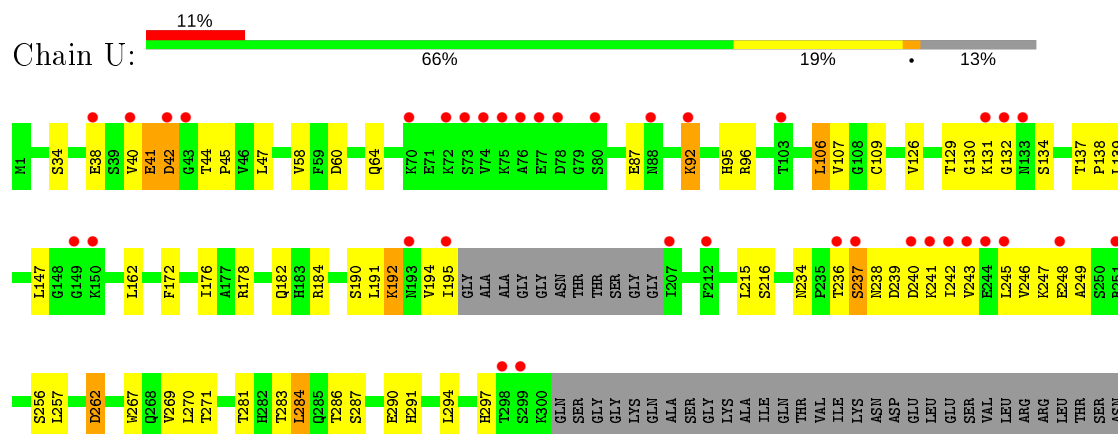 11%
Chain U:
66% 19% • 13%
M1 S34 E38 S39 V40 E41 D42 G43 T44 P45 V46 L47 V58 F59 D60 Q64 K70 E71 K72 S73 V74 K75 A76 E77 D78 G79 S80 E87 N88 K92 H95 R96 T103 L106 V107 G108 C109 V126 T129 G130 K131 G132 N133 S134 T137 P138
L147 G148 G149 K150 L162 F172 I176 A177 R178 Q182 H183 R184 S190 L191 K192 N193 V194 I195 GLY ALA ALA GLY GLY ASN THR THR SER GLY GLY I207 F212 L215 S216 N234 P235 T236 S237 N238 D239 D240 K241 I242 V243 E244 L245 V246 K247 E248 A249 S250
S256 L257 D262 W267 Q268 V269 L270 T271 T281 H282 T283 L284 Q285 T286 S287 E290 H291 L294 H297 T298 S299 K300 GLN SER GLY GLY LYS GLN ALA SER GLY LYS ALA ILE GLN THR VAL ILE LYS ASN ASP GLU LEU GLU SER VAL LEU ARG ARG LEU THR SER